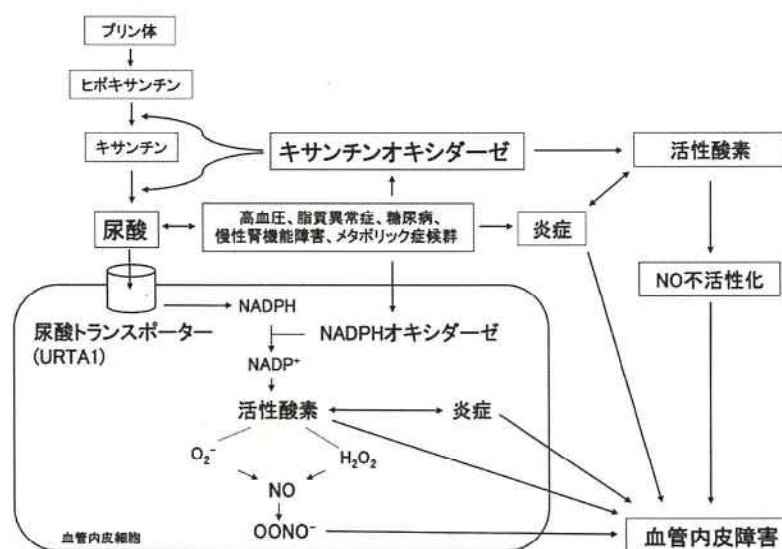 プリン体
ヒポキサンチン
キサンチン
キサンチンオキシダーゼ
活性酸素
尿酸
高血圧、脂質異常症、糖尿病、
慢性腎機能障害、メタボリック症候群
炎症
NO不活性化
尿酸トランスポーター
(URTA1)
NADPH
NADPHオキシダーゼ
NADP⁺
活性酸素
炎症
O₂⁻
H₂O₂
NO
OONO⁻
血管内皮細胞
血管内皮障害